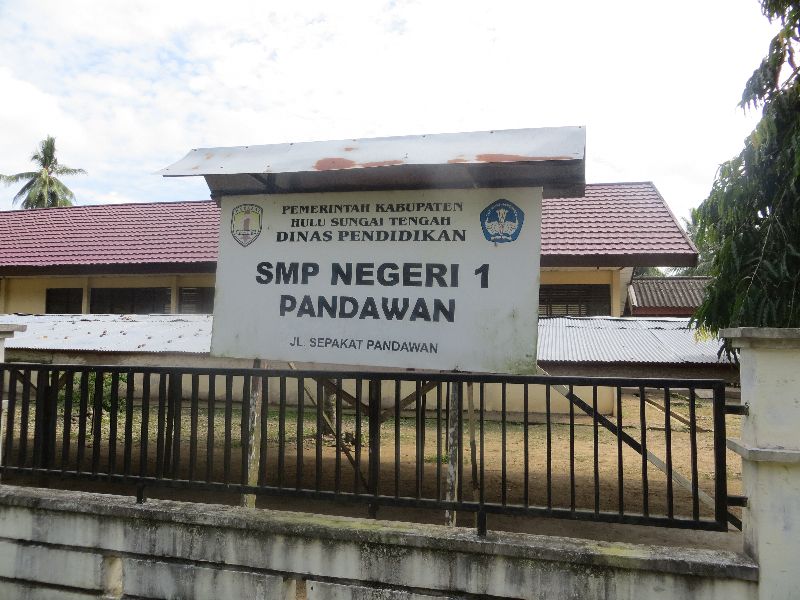 PEMERINTAH KABUPATEN
HULU SUNGAI TENGAH
DINAS PENDIDIKAN
SMP NEGERI 1
PANDAWAN
JL. SEPAKAT PANDAWAN